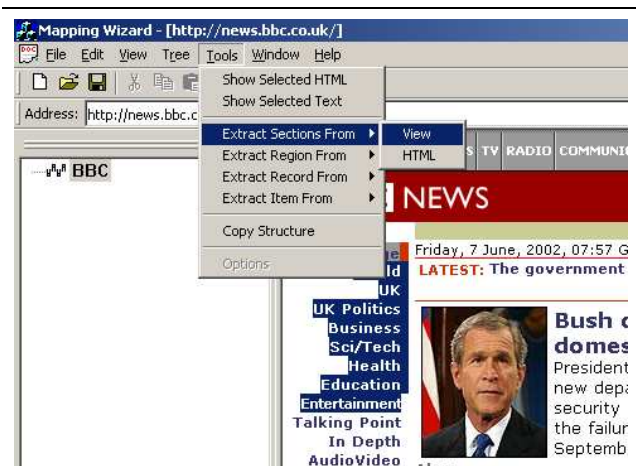 Mapping Wizard - [http://news.bbc.co.uk/]
File Edit View Tree Tools Window Help
Address: http://news.bbc.c
Show Selected HTML
Show Selected Text
Extract Sections From
Extract Region From
Extract Record From
Extract Item From
Copy Structure
Options
View
HTML
BBC
S TV RADIO COMMUNI
NEWS
Friday, 7 June, 2002, 07:57 G
LATEST: The government
ld
UK
UK Politics
Business
Sci/Tech
Health
Education
Entertainment
Talking Point
In Depth
AudioVideo
Bush
domes
President
new depa
security
the failur
Septemb